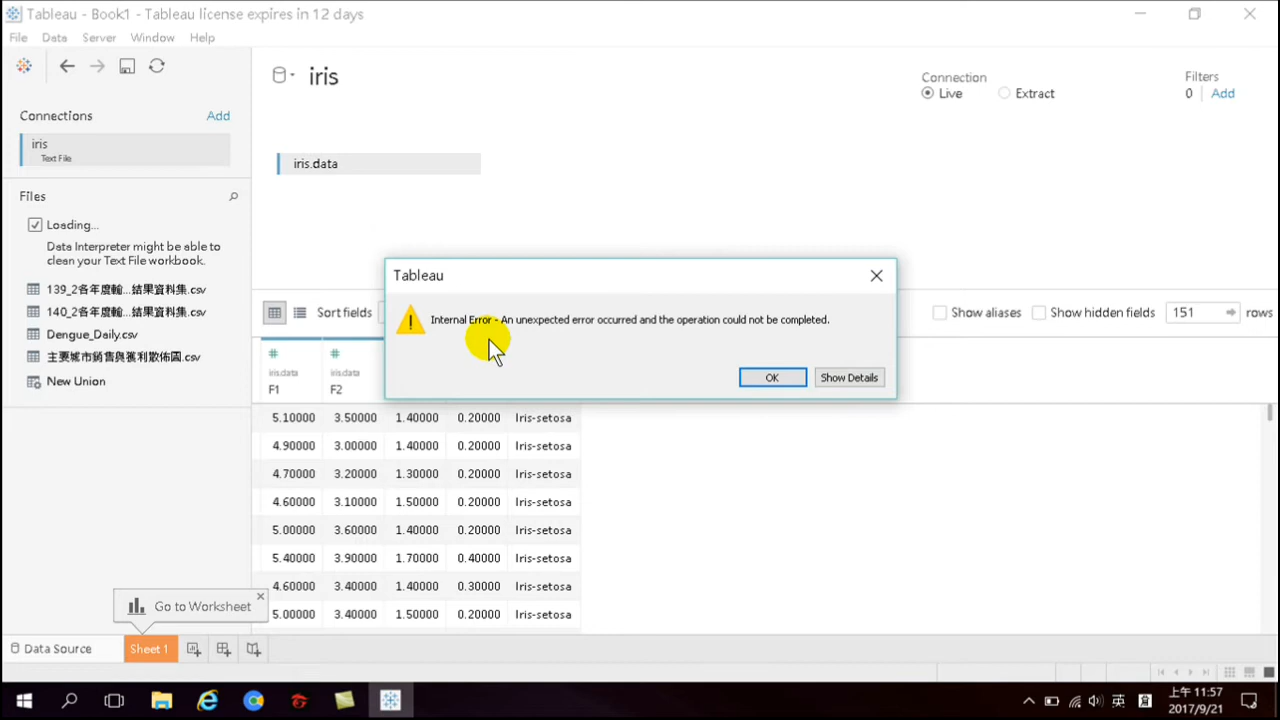 Tableau - Book1 - Tableau license expires in 12 days
File Data Server Window Help
Connections Add
iris
Text File
Files
Loading...
Data Interpreter might be able to
clean your Text File workbook.
139_2各年度輸...結果資料集.csv
140_2各年度輸...結果資料集.csv
Dengue_Daily.csv
主要城市銷售與獲利散佈圖.csv
New Union
iris
Connection
Live Extract
Filters
0 Add
iris.data
Sort fields
Show aliases Show hidden fields 151 rows
Tableau
Internal Error - An unexpected error occurred and the operation could not be completed.
OK Show Details
# #
iris.data iris.data
F1 F2
5.10000 3.50000 1.40000 0.20000 Iris-setosa
4.90000 3.00000 1.40000 0.20000 Iris-setosa
4.70000 3.20000 1.30000 0.20000 Iris-setosa
4.60000 3.10000 1.50000 0.20000 Iris-setosa
5.00000 3.60000 1.40000 0.20000 Iris-setosa
5.40000 3.90000 1.70000 0.40000 Iris-setosa
4.60000 3.40000 1.40000 0.30000 Iris-setosa
5.00000 3.40000 1.50000 0.20000 Iris-setosa
Go to Worksheet
Data Source Sheet 1
英
上午 11:57
2017/9/21